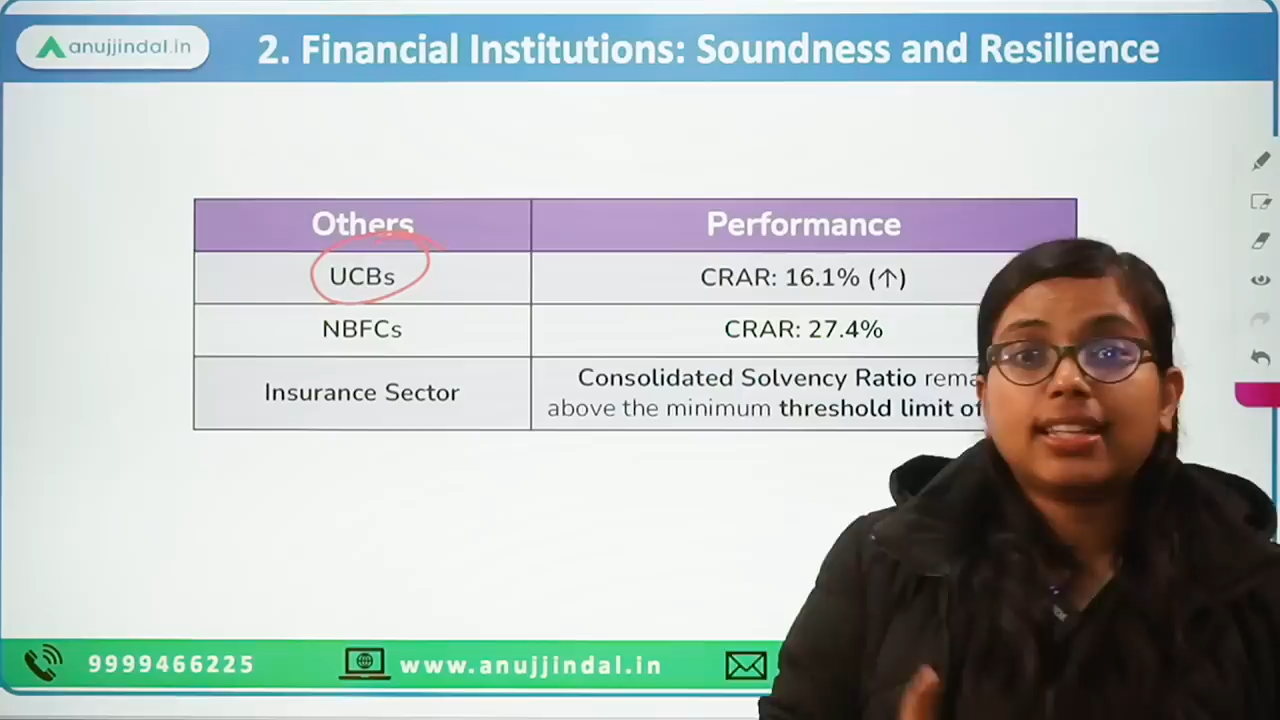 anujjindal.in
2. Financial Institutions: Soundness and Resilience
Others
Performance
UCBs
CRAR: 16.1% (↑)
NBFCs
CRAR: 27.4%
Insurance Sector
Consolidated Solvency Ratio
above the minimum threshold limit of
9999466225
www.anujjindal.in